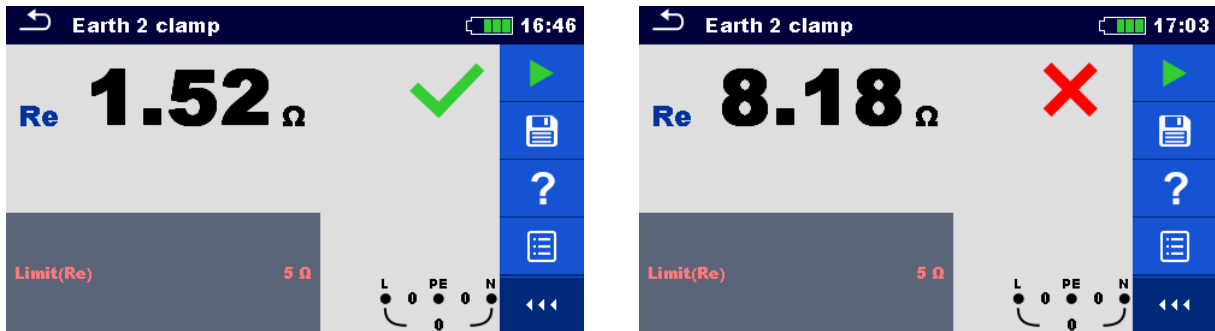 Earth 2 clamp 16:46
Re 1.52 Ω
?
Limit(Re) 5 Ω
L PE N
0 0
0
Earth 2 clamp 17:03
Re 8.18 Ω
?
Limit(Re) 5 Ω
L PE N
0 0
0